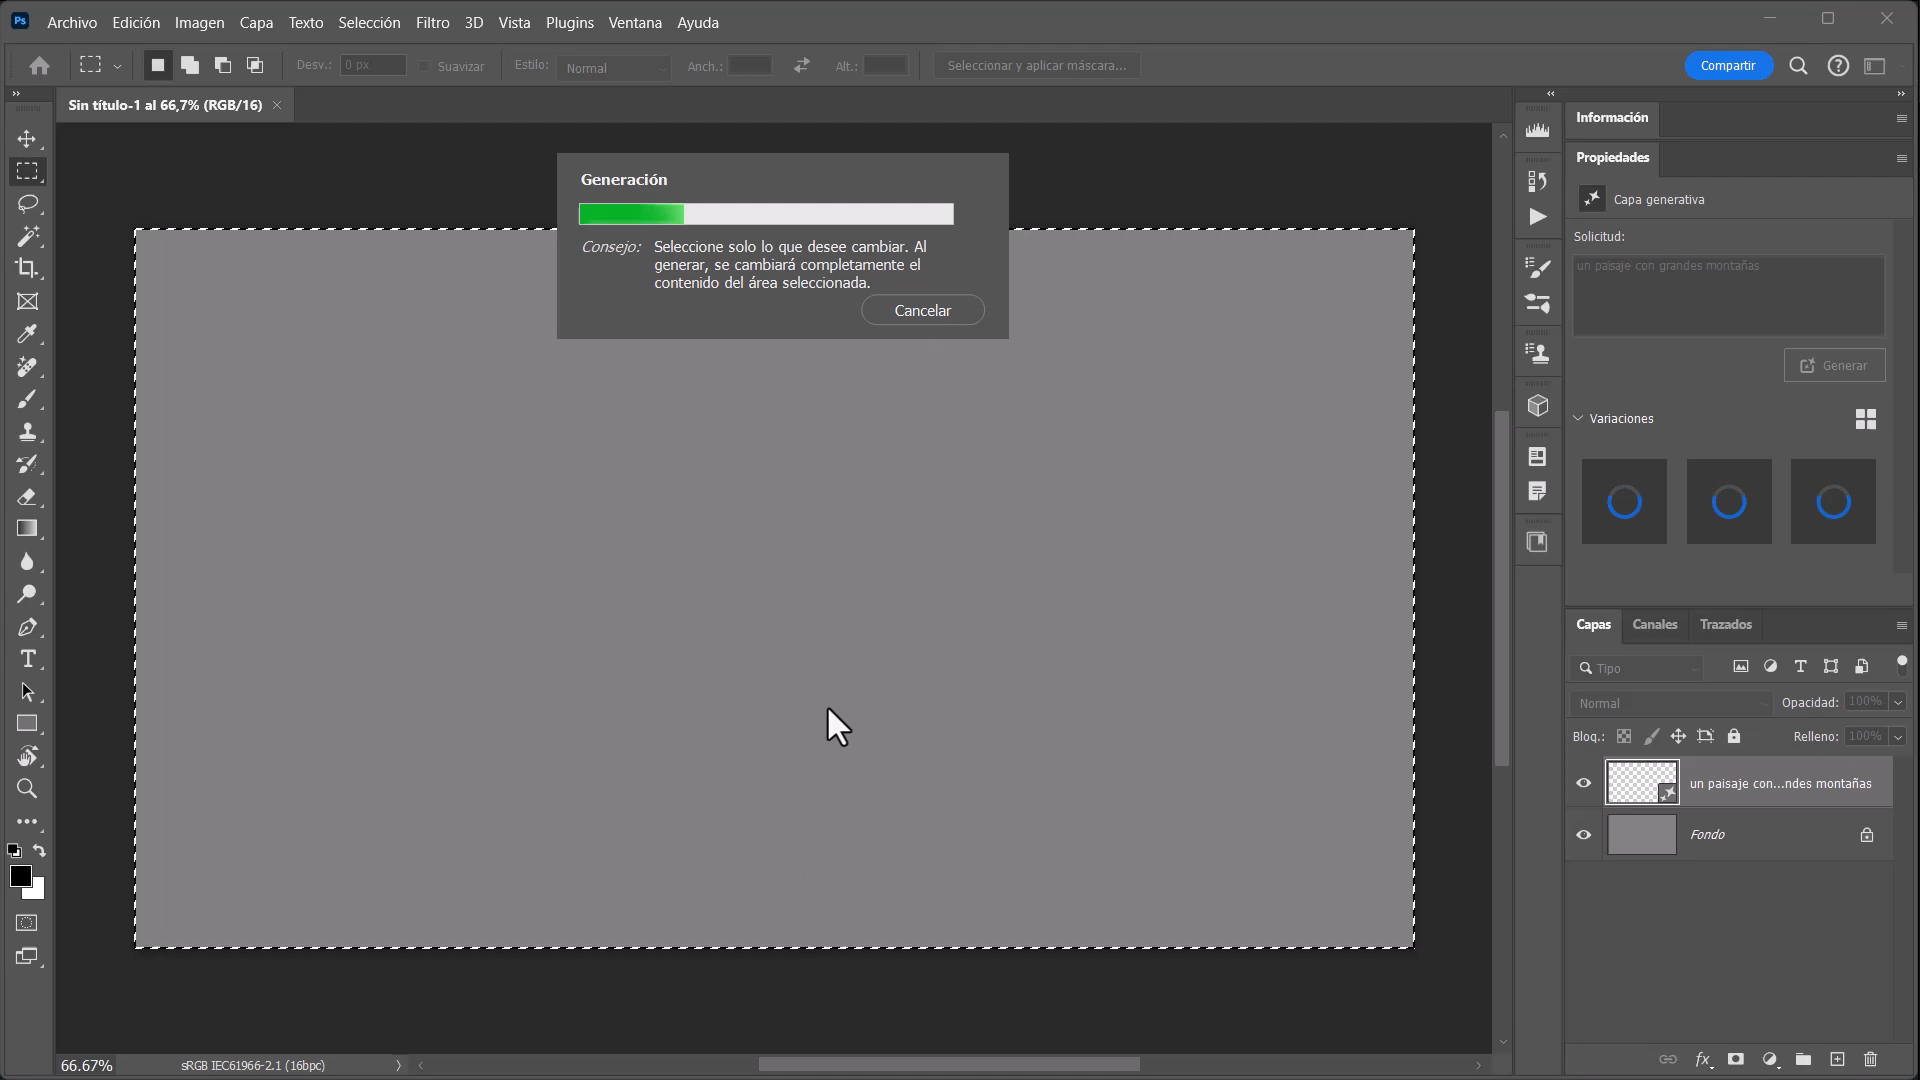 Ps Archivo Edición Imagen Capa Texto Selección Filtro 3D Vista Plugins Ventana Ayuda
Desv.: 0 px Suavizar Estilo: Normal Anch.: Alt.: Seleccionar y aplicar máscara... Compartir
Sin título-1 al 66,7% (RGB/16)
Generación
Consejo: Seleccione solo lo que desee cambiar. Al
generar, se cambiará completamente el
contenido del área seleccionada.
Cancelar
Información
Propiedades
Capa generativa
Solicitud:
un paisaje con grandes montañas
Generar
Variaciones
Capas Canales Trazados
Tipo
Normal Opacidad: 100%
Bloq.: Relleno: 100%
un paisaje con...ndes montañas
Fondo
fx
66.67% sRGB IEC61966-2.1 (16bpc)